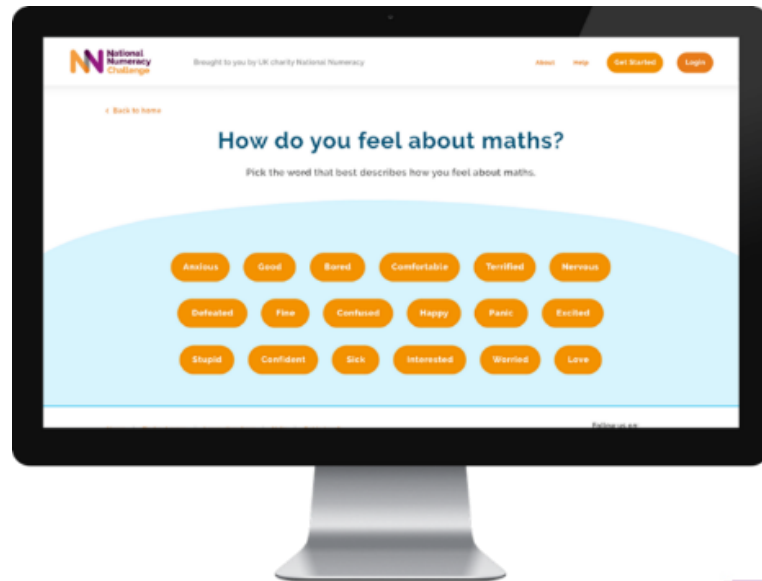 National
Numeracy
Challenge
Brought to you by UK charity National Numeracy
About Help Get Started Login
< Back to home
How do you feel about maths?
Pick the word that best describes how you feel about maths.
Anxious Good Bored Comfortable Terrified Nervous
Defeated Fine Confused Happy Panic Excited
Stupid Confident Sick Interested Worried Love
Follow us on